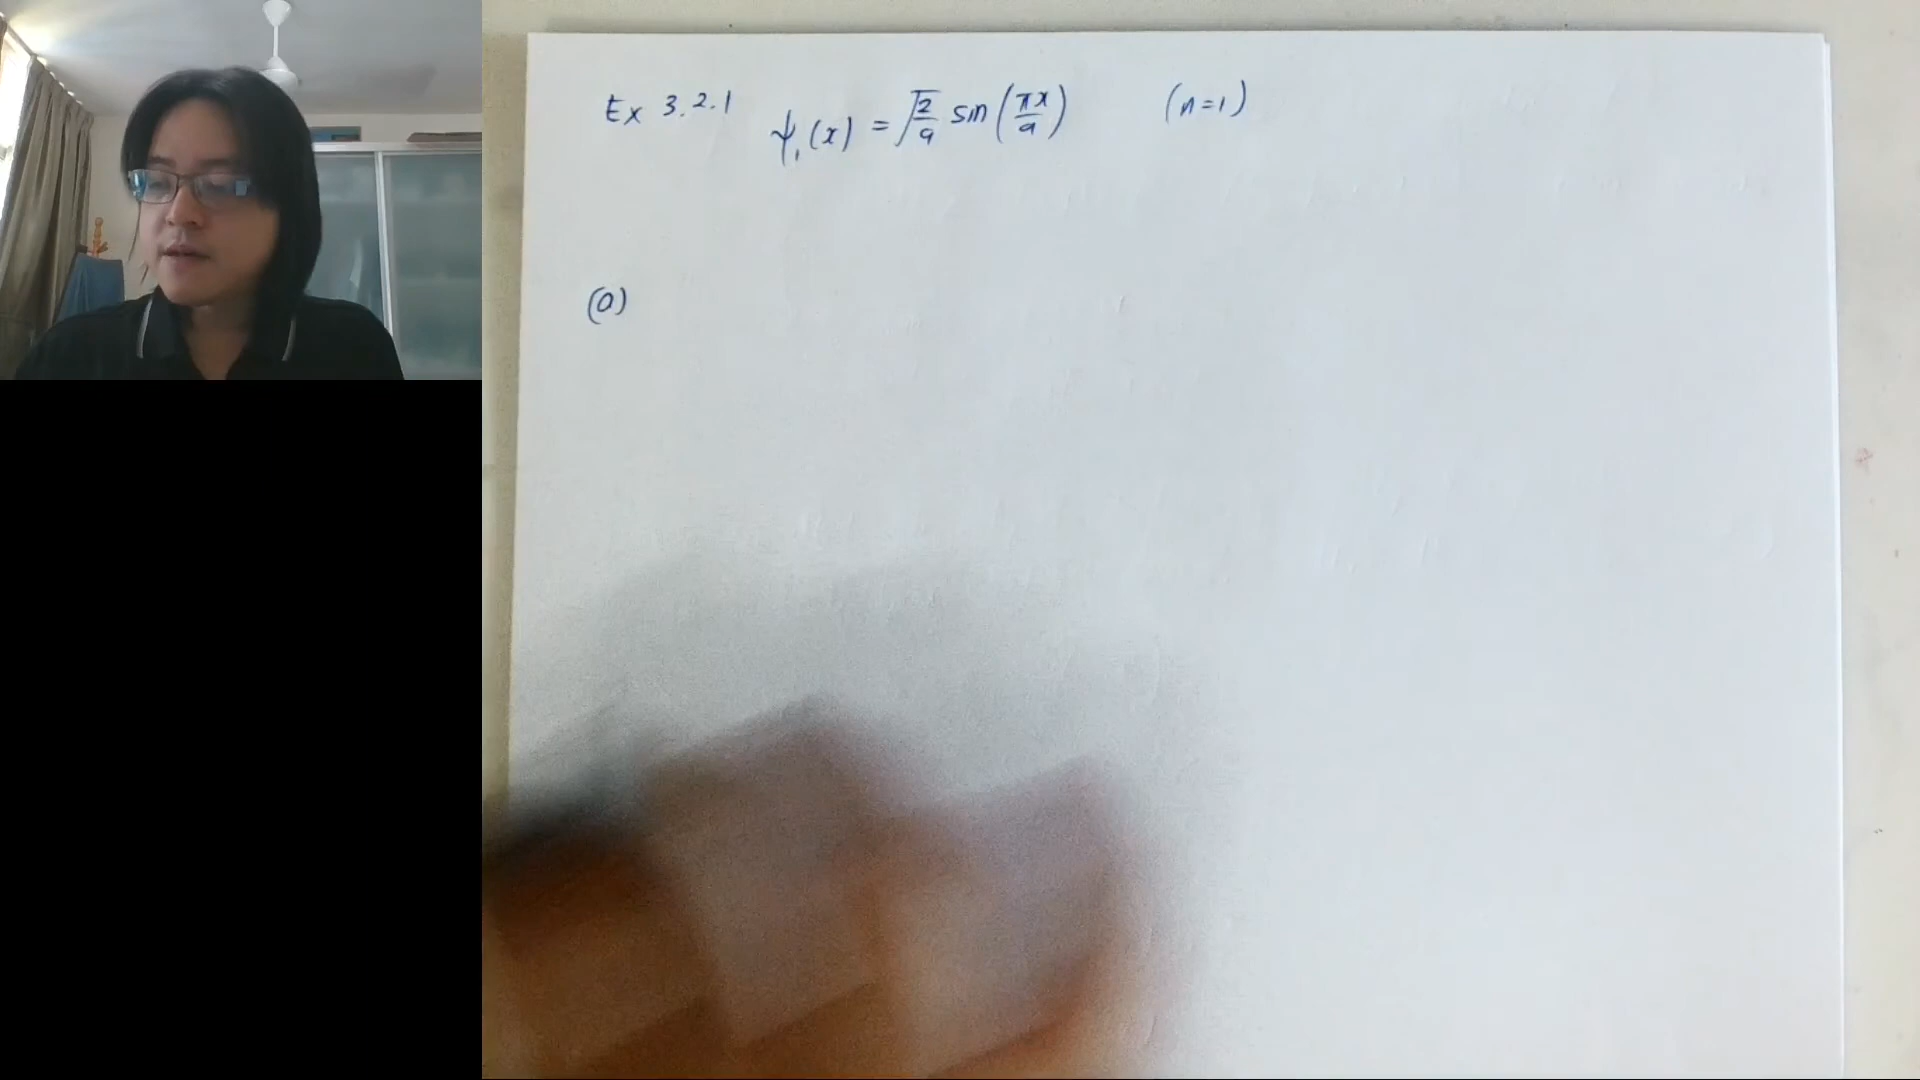 Ex 3.2.1 ψ₁(x) = √(2/a) sin(πx/a) (n=1)
(a)